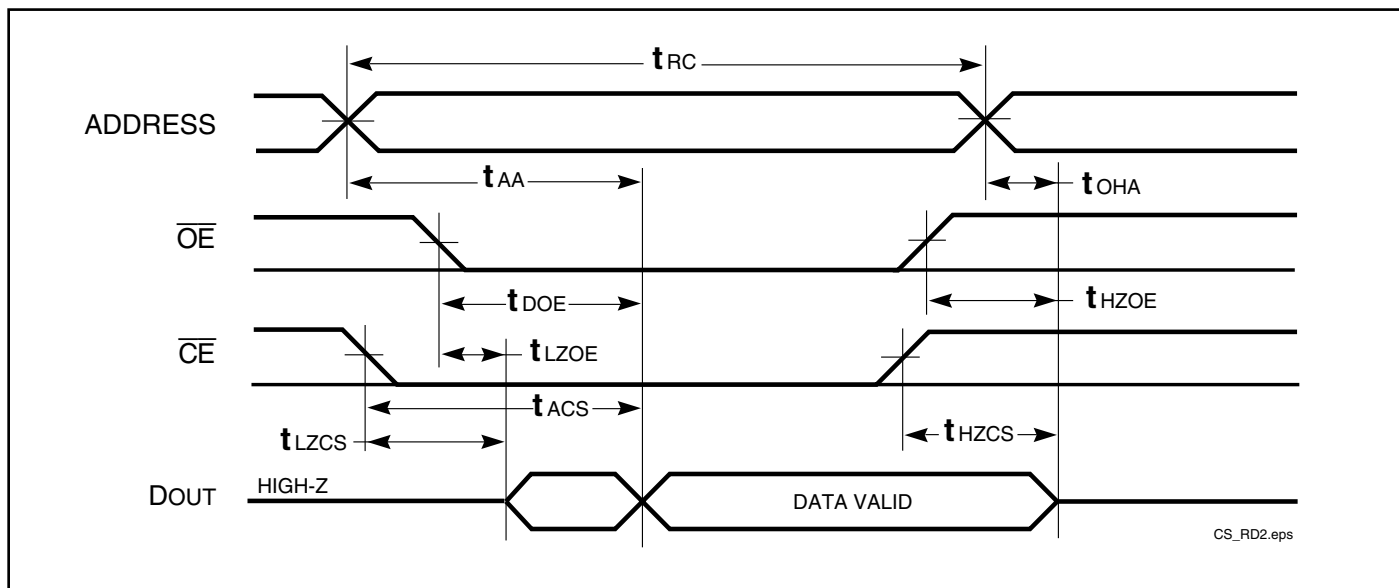 tRC
ADDRESS
tAA
tOHA
OE
tDOE
tHZOE
CE
tLZOE
tACS
tLZCS
tHZCS
DOUT
HIGH-Z
DATA VALID
CS_RD2.eps